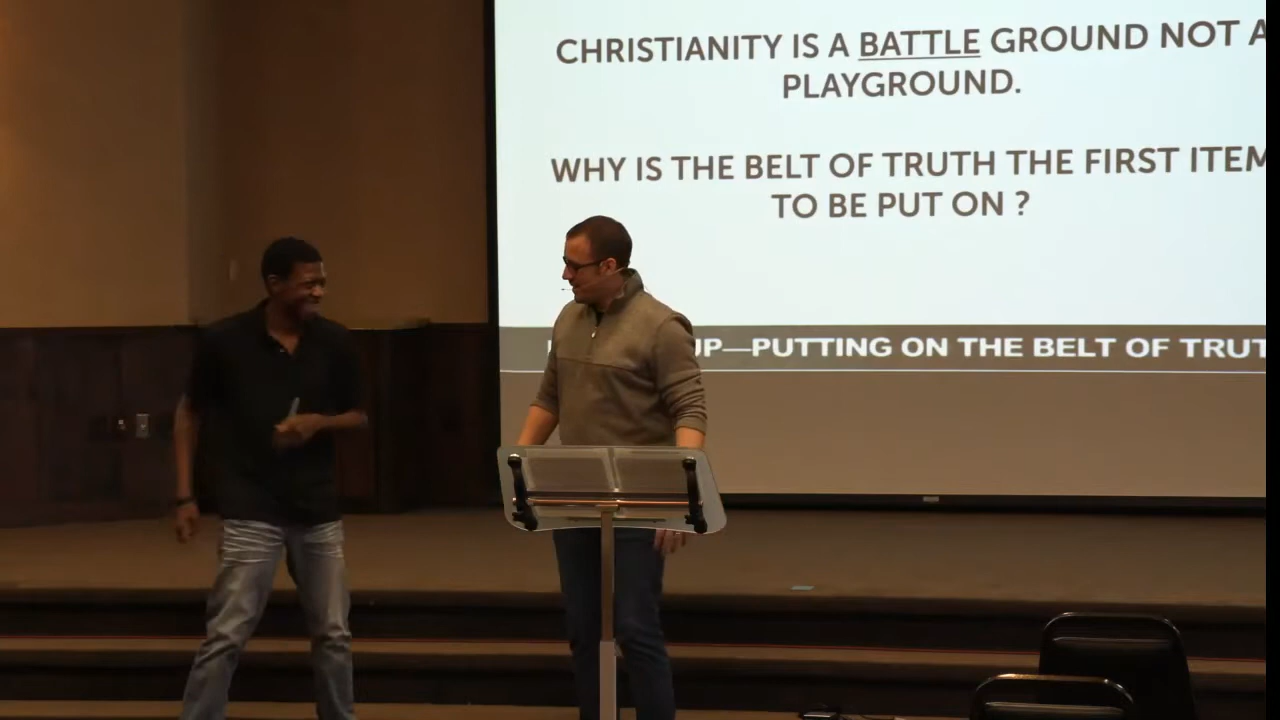 CHRISTIANITY IS A BATTLE GROUND NOT A
PLAYGROUND.
WHY IS THE BELT OF TRUTH THE FIRST ITEM
TO BE PUT ON ?
UP—PUTTING ON THE BELT OF TRUT